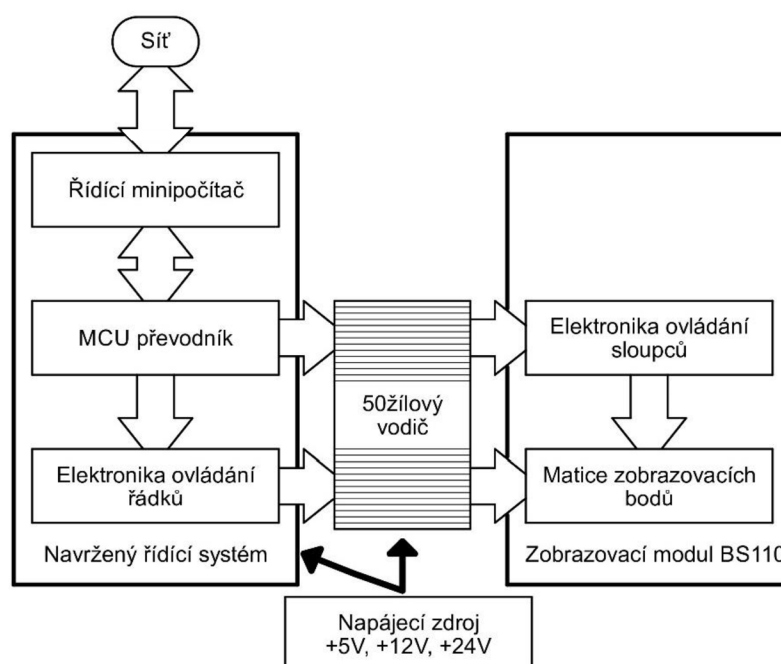 Síť
Řídící minipočítač
MCU převodník
Elektronika ovládání
řádků
Navržený řídící systém
50žílový
vodič
Elektronika ovládání
sloupců
Matice zobrazovacích
bodů
Zobrazovací modul BS110
Napájecí zdroj
+5V, +12V, +24V